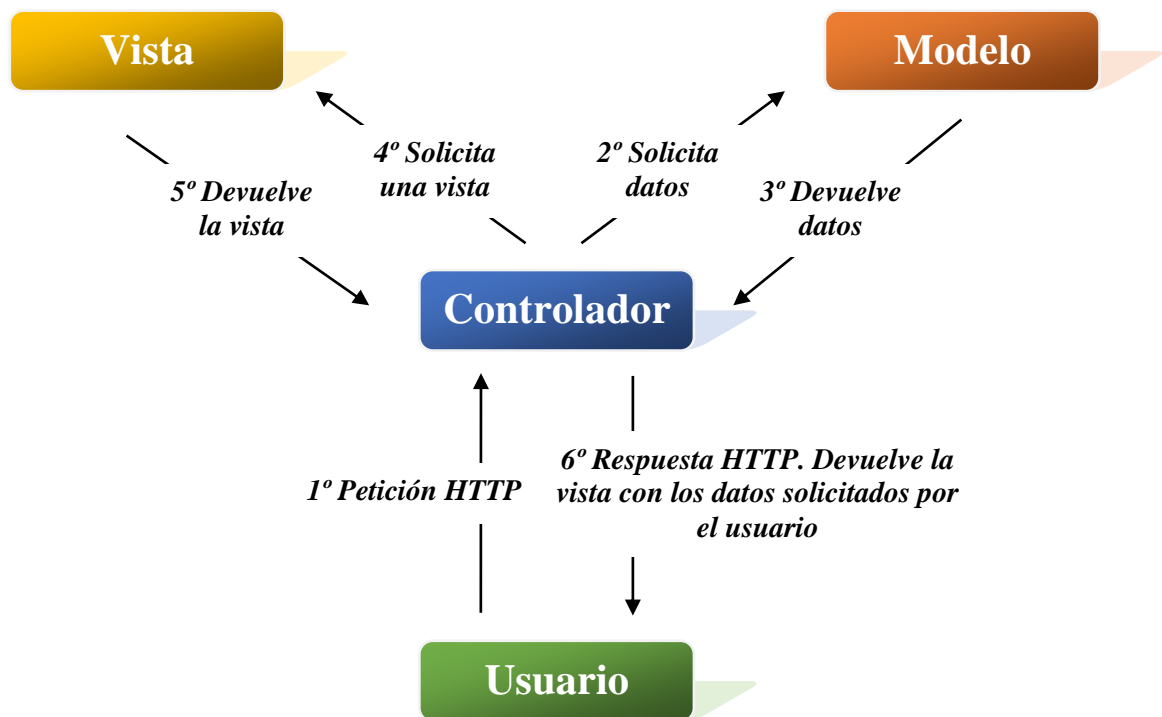 Vista
Modelo
4º Solicita
una vista
2º Solicita
datos
5º Devuelve
la vista
3º Devuelve
datos
Controlador
1º Petición HTTP
6º Respuesta HTTP. Devuelve la
vista con los datos solicitados por
el usuario
Usuario